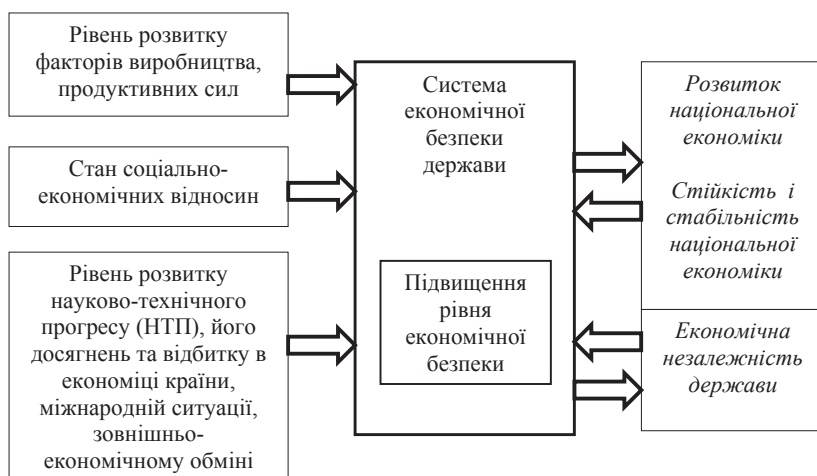 Рівень розвитку
факторів виробництва,
продуктивних сил
Стан соціально-
економічних відносин
Рівень розвитку
науково-технічного
прогресу (НТП), його
досягнень та відбитку в
економіці країни,
міжнародній ситуації,
зовнішньо-
економічному обміні
Система
економічної
безпеки
держави
Підвищення
рівня
економічної
безпеки
Розвиток
національної
економіки
Стійкість і
стабільність
національної
економіки
Економічна
незалежність
держави